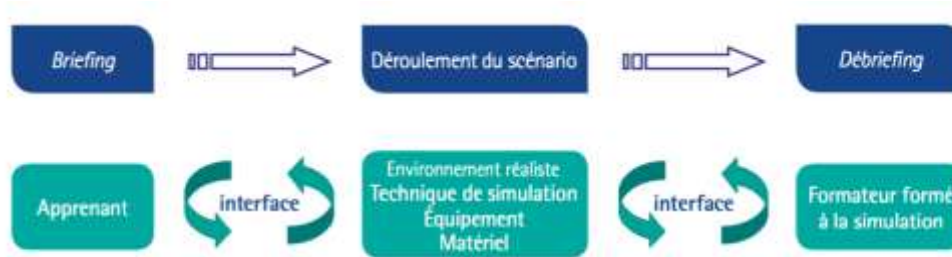 Briefing
Déroulement du scénario
Débriefing
Apprenant
interface
Environnement réaliste
Technique de simulation
Équipement
Matériel
interface
Formateur formé
à la simulation